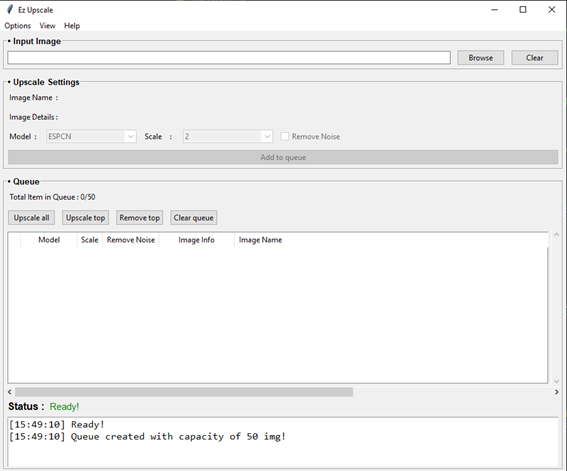 Ez Upscale
Options View Help
• Input Image
Browse Clear
• Upscale Settings
Image Name :
Image Details :
Model : ESPCN Scale : 2 Remove Noise
Add to queue
• Queue
Total Item in Queue : 0/50
Upscale all Upscale top Remove top Clear queue
Model Scale Remove Noise Image Info Image Name
Status : Ready!
[15:49:10] Ready!
[15:49:10] Queue created with capacity of 50 img!